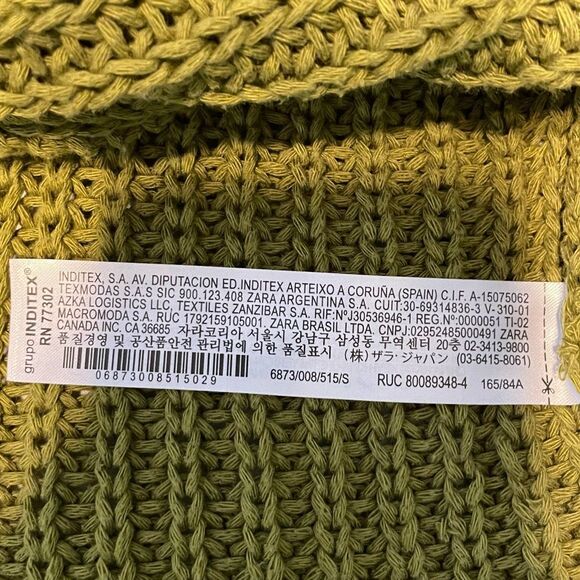 grupo INDITEX®
RN 77302
INDITEX, S.A. AV. DIPUTACION ED.INDITEX ARTEIXO A CORUÑA (SPAIN) C.I.F. A-15075062
TEXMODAS S.A.S SIC 900.123.408 ZARA ARGENTINA S.A. CUIT:30-69314836-3 V-310-01
AZKA LOGISTICS LLC, TEXTILES ZANZIBAR S.A. RIF:NºJ30536946-1 REG.Nº:0000051 TI-02
MACROMODA S.A. RUC 1792159105001. ZARA BRASIL LTDA. CNPJ:02952485000491 ZARA
CANADA INC. CA 36685 자라코리아 서울시 강남구 삼성동 무역센터 20층 02-3413-9800
품질경영 및 공산품안전 관리법에 의한 품질표시 (株) ザラ・ジャパン (03-6415-8061)
06873008515029
6873/008/515/S
RUC 80089348-4
165/84A